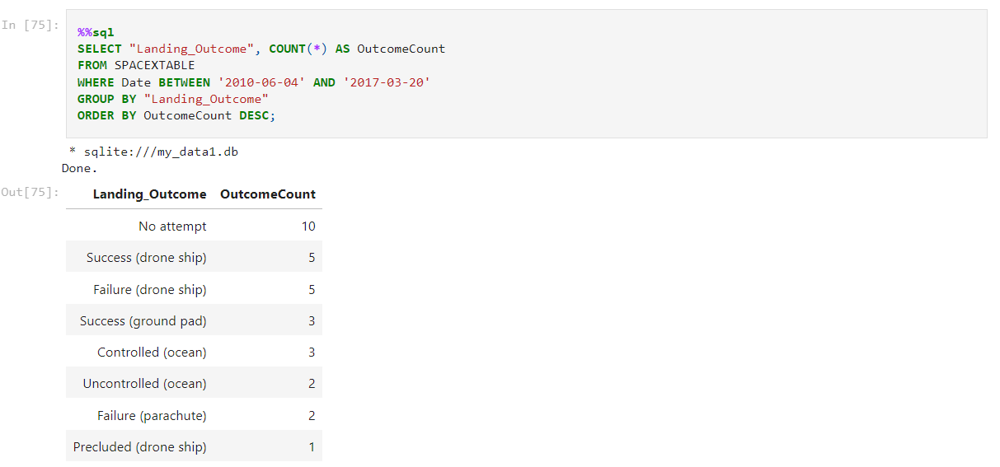 In [75]:
%%sql
SELECT "Landing_Outcome", COUNT(*) AS OutcomeCount
FROM SPACEXTABLE
WHERE Date BETWEEN '2010-06-04' AND '2017-03-20'
GROUP BY "Landing_Outcome"
ORDER BY OutcomeCount DESC;
* sqlite:///my_data1.db
Done.
Out[75]:
Landing_Outcome OutcomeCount
No attempt 10
Success (drone ship) 5
Failure (drone ship) 5
Success (ground pad) 3
Controlled (ocean) 3
Uncontrolled (ocean) 2
Failure (parachute) 2
Precluded (drone ship) 1